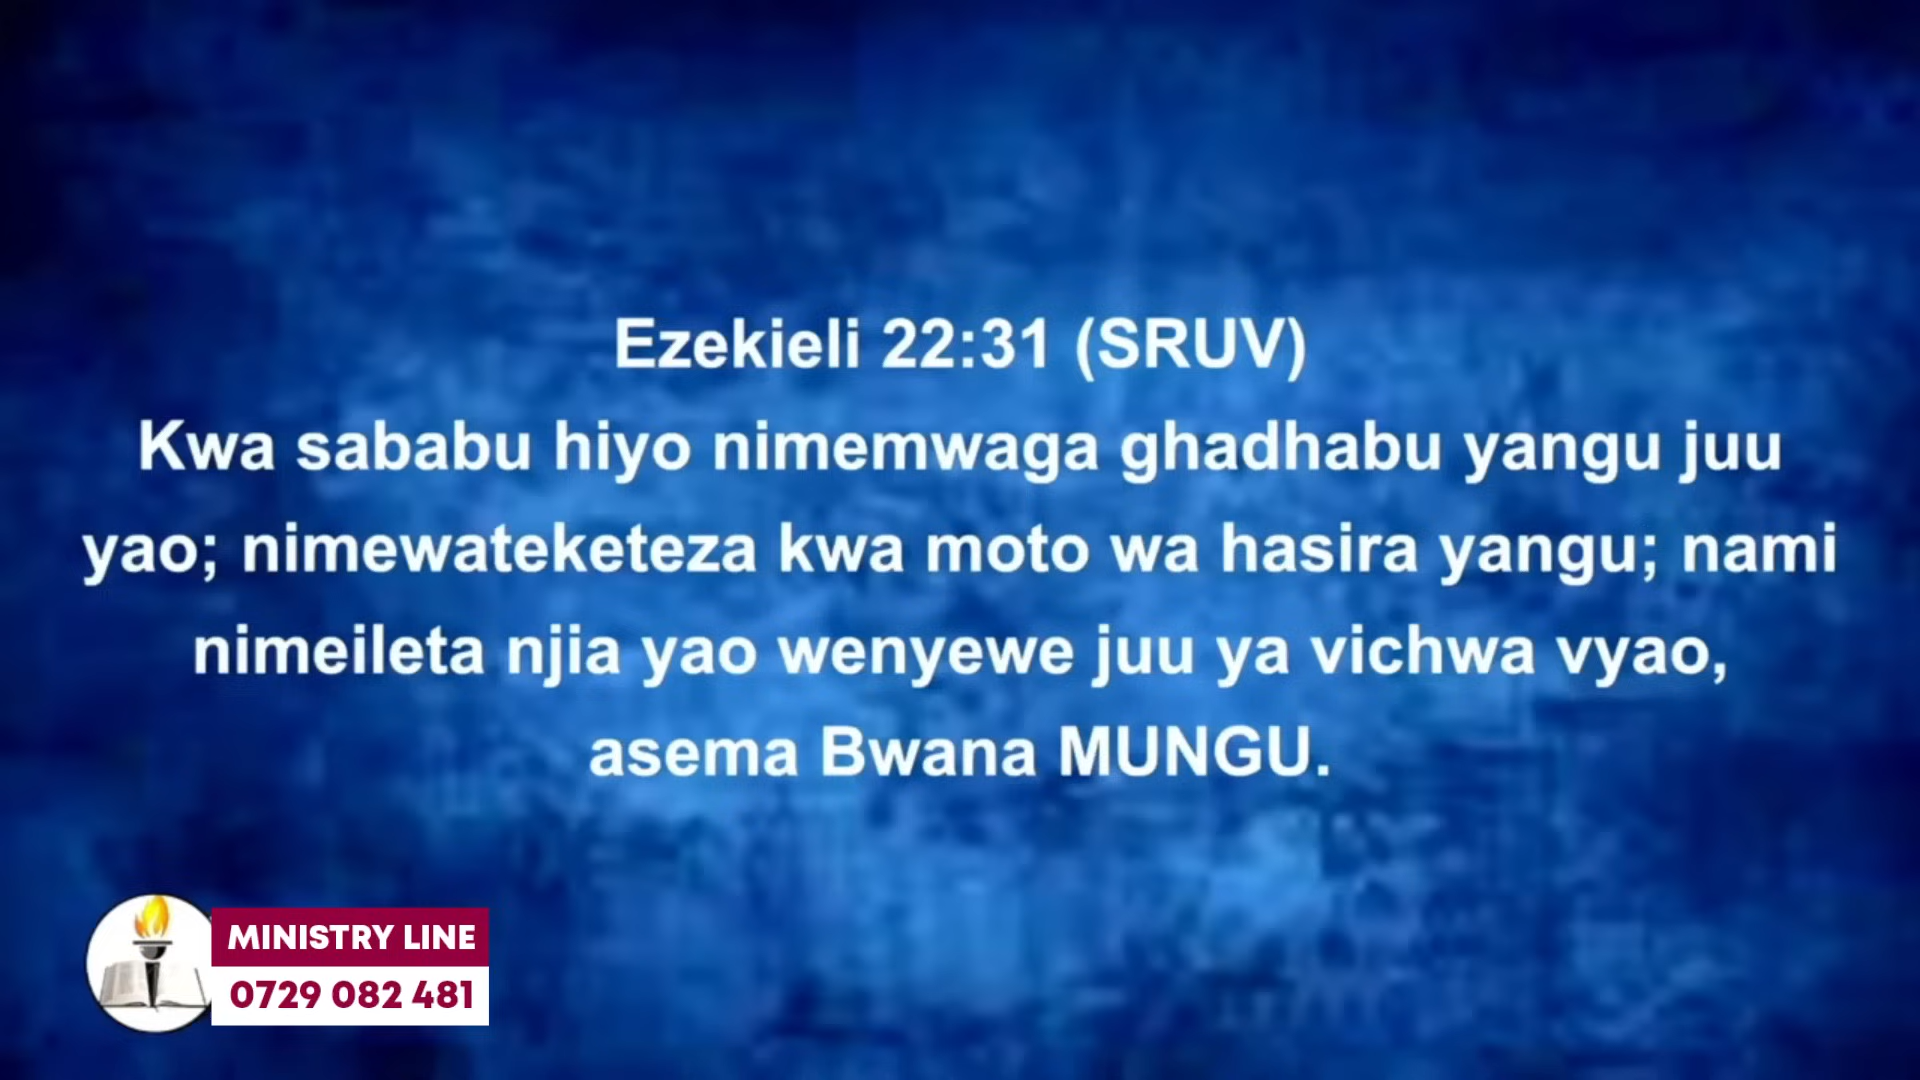 Ezekieli 22:31 (SRUV)
Kwa sababu hiyo nimemwaga ghadhabu yangu juu
yao; nimewateketeza kwa moto wa hasira yangu; nami
nimeileta njia yao wenyewe juu ya vichwa vyao,
asema Bwana MUNGU.
MINISTRY LINE
0729 082 481